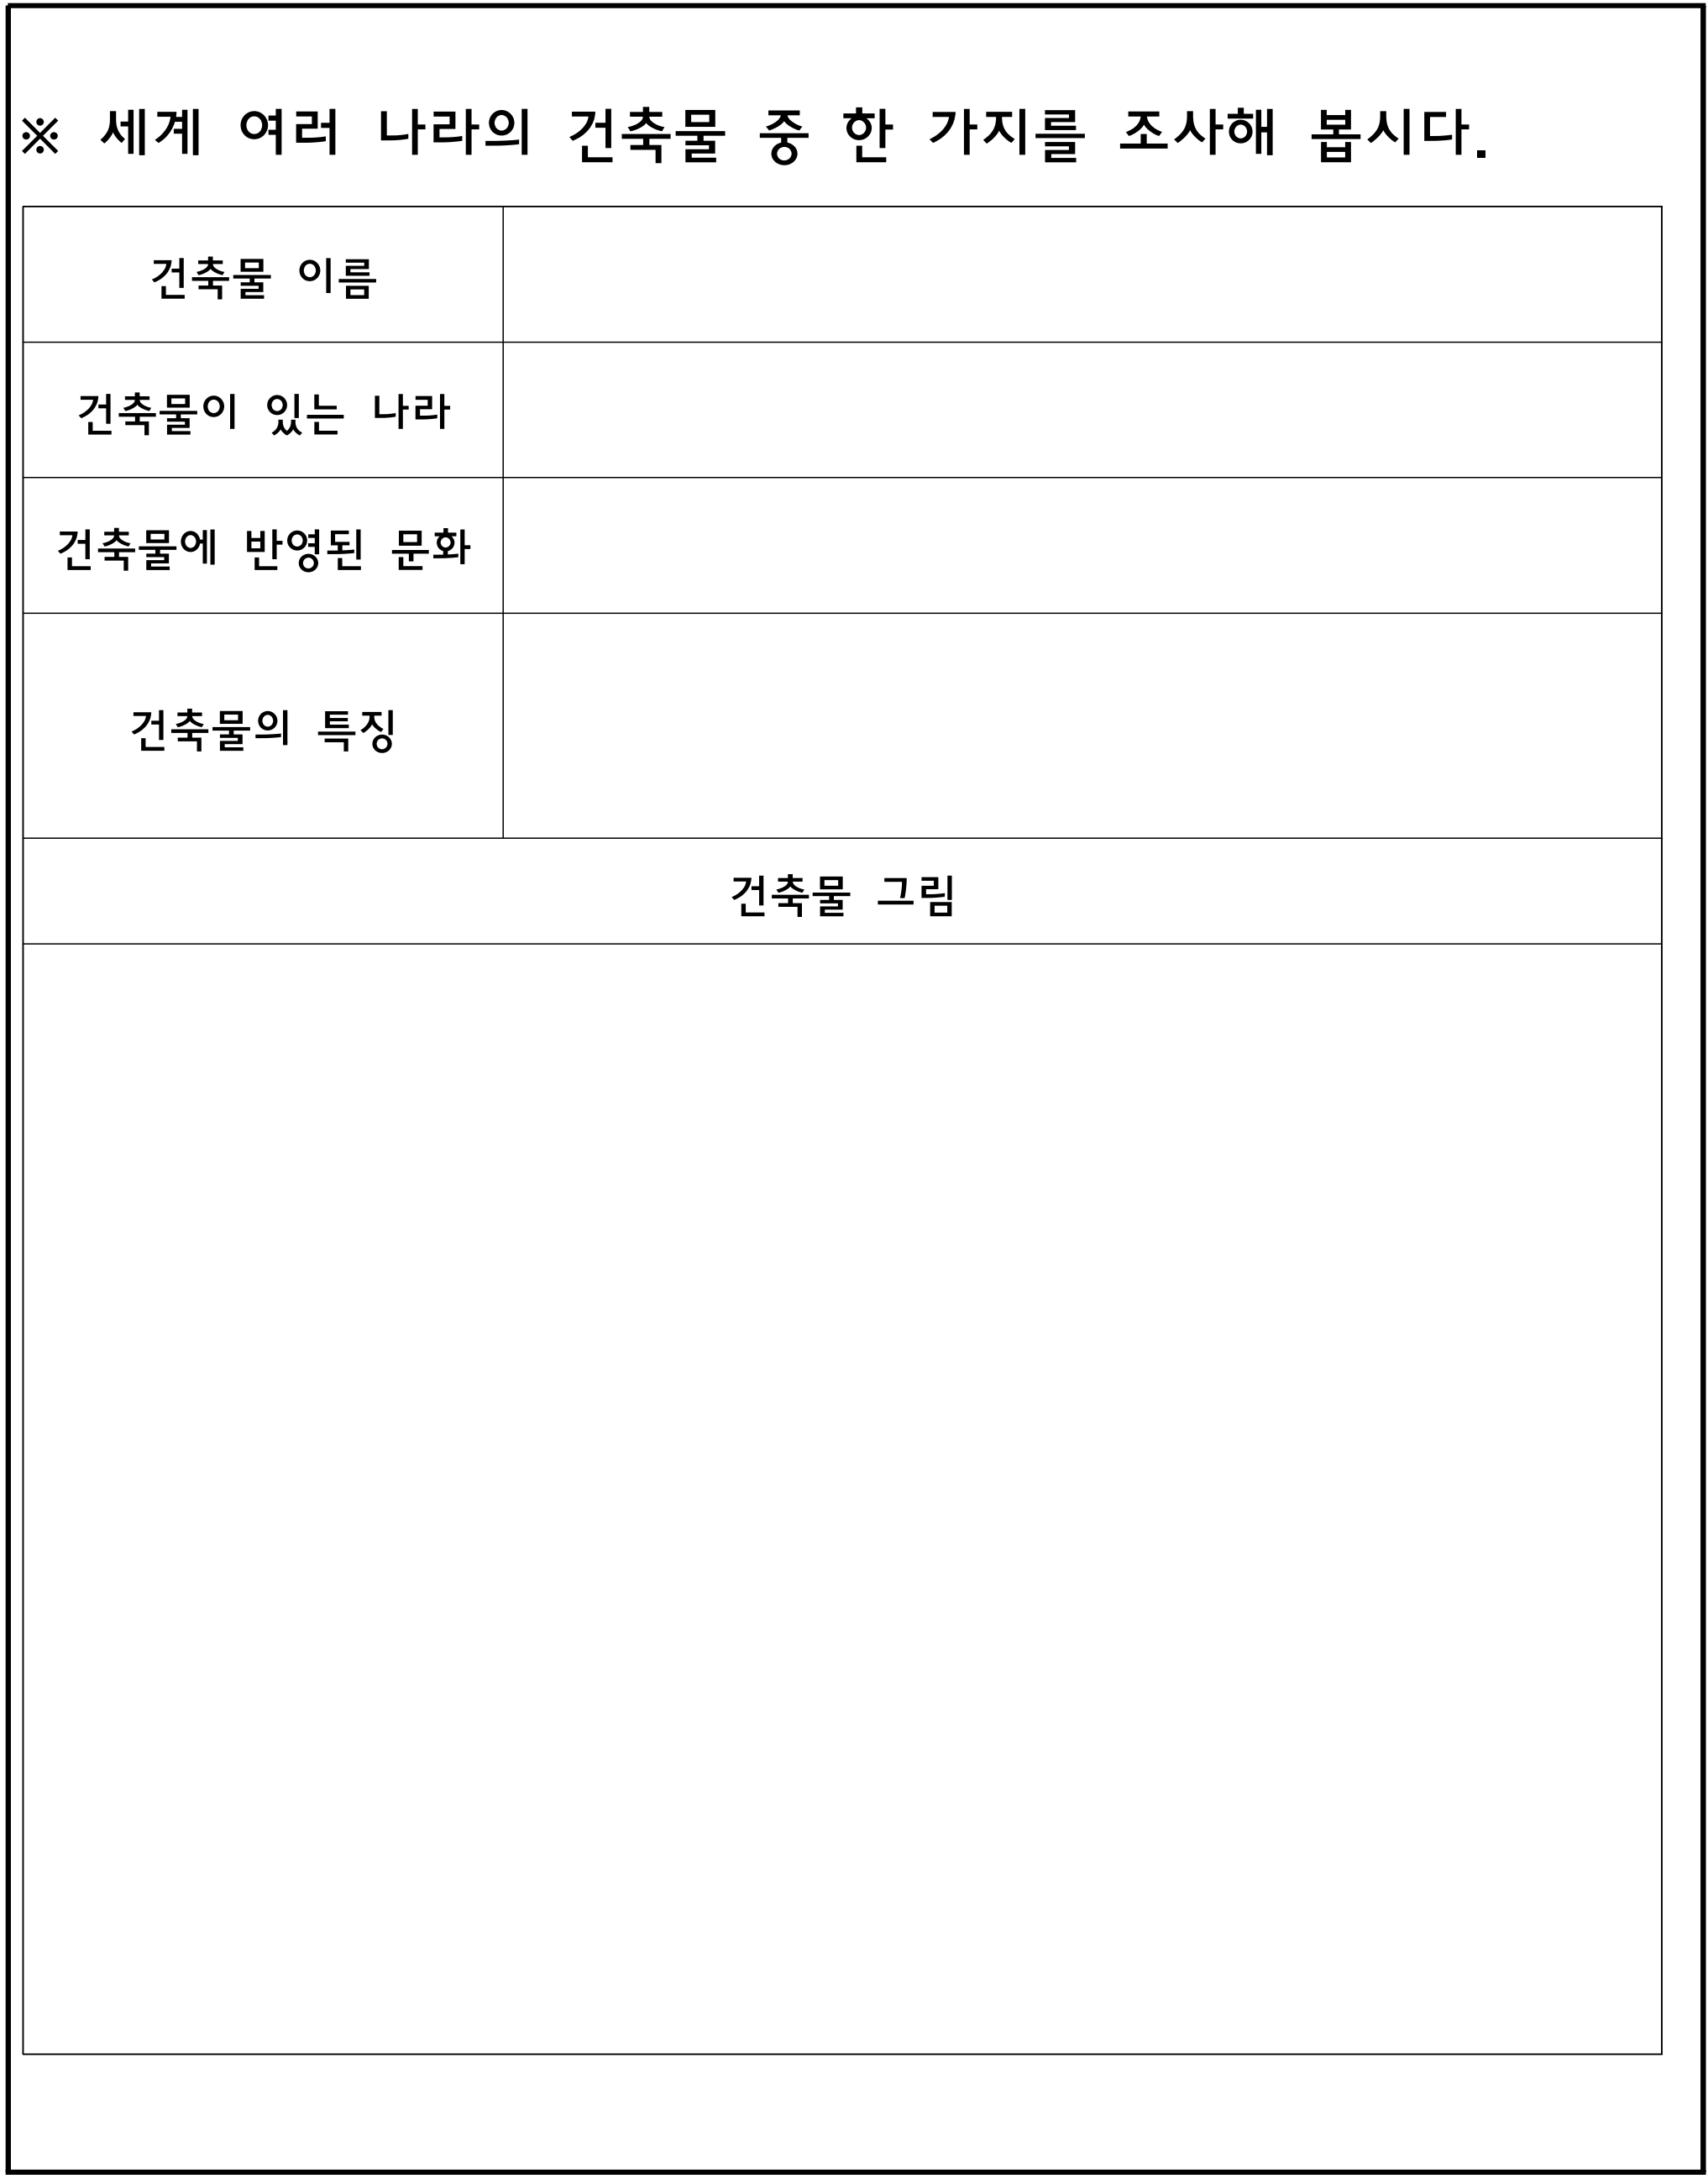 ※ 세계 여러 나라의 건축물 중 한 가지를 조사해 봅시다.
건축물 이름
건축물이 있는 나라
건축물에 반영된 문화
건축물의 특징
건축물 그림